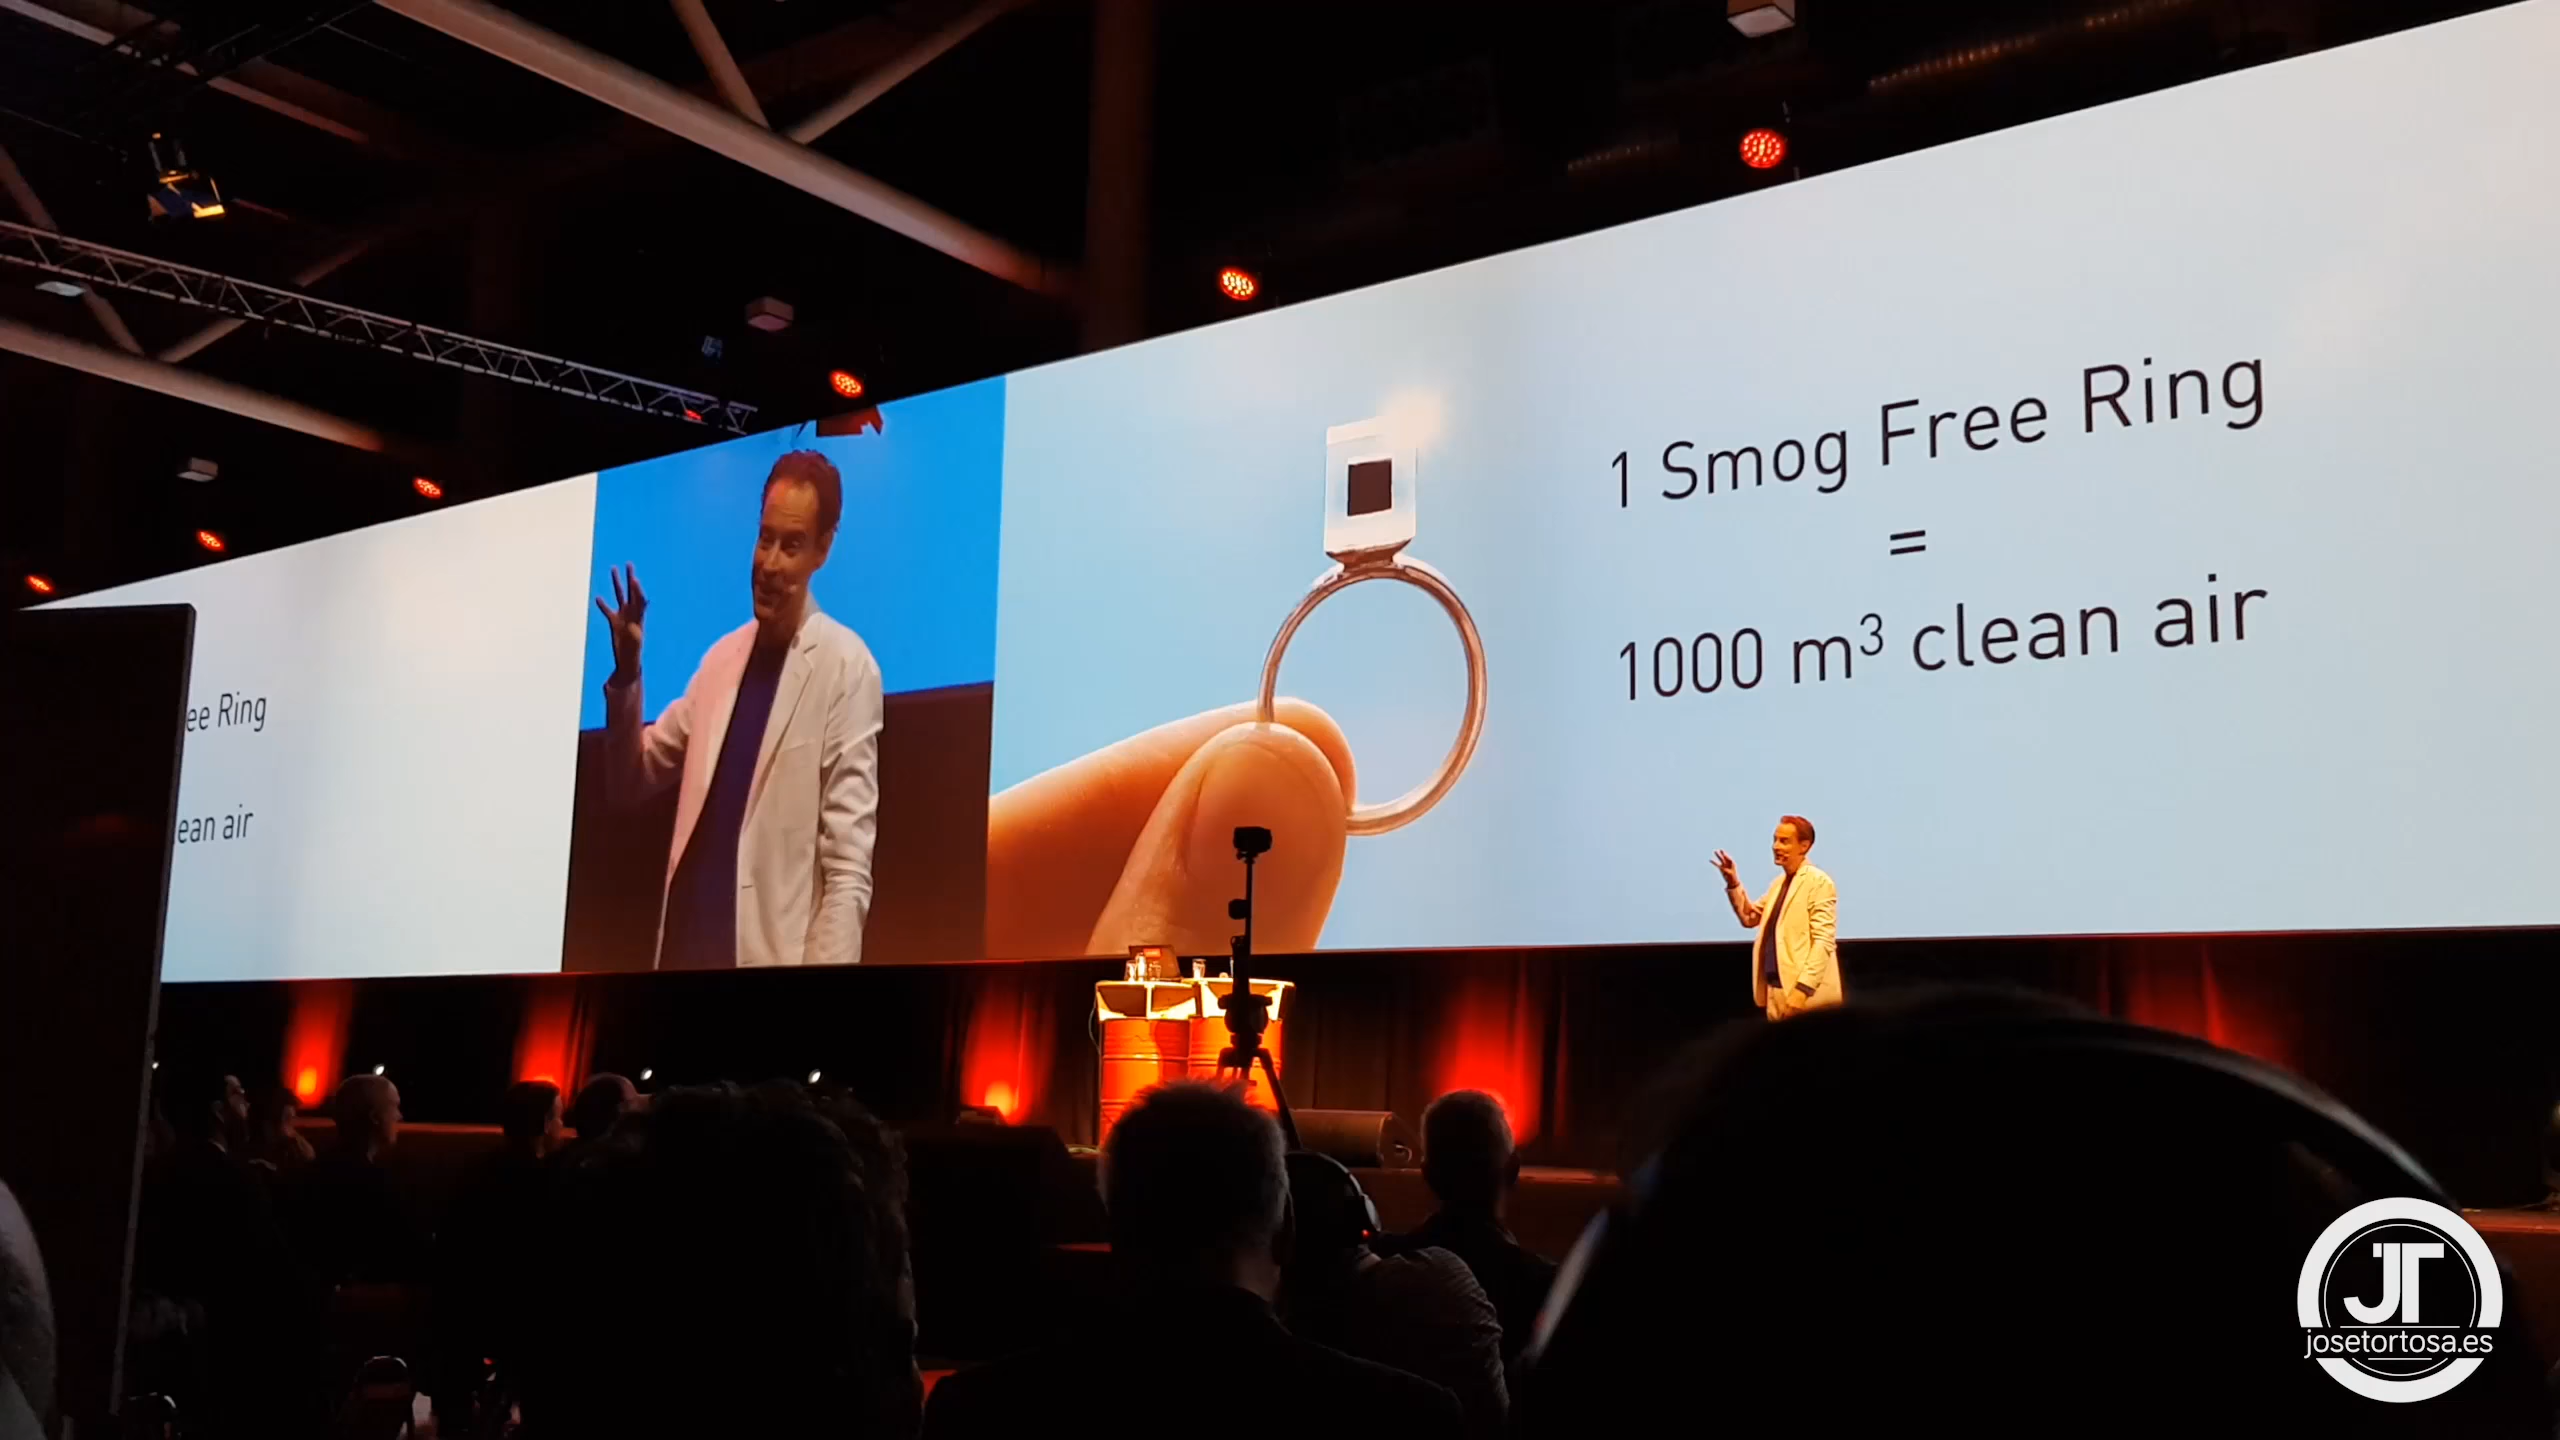 1 Smog Free Ring
=
1000 m³ clean air
ee Ring
ean air
JT
josetortosa.es